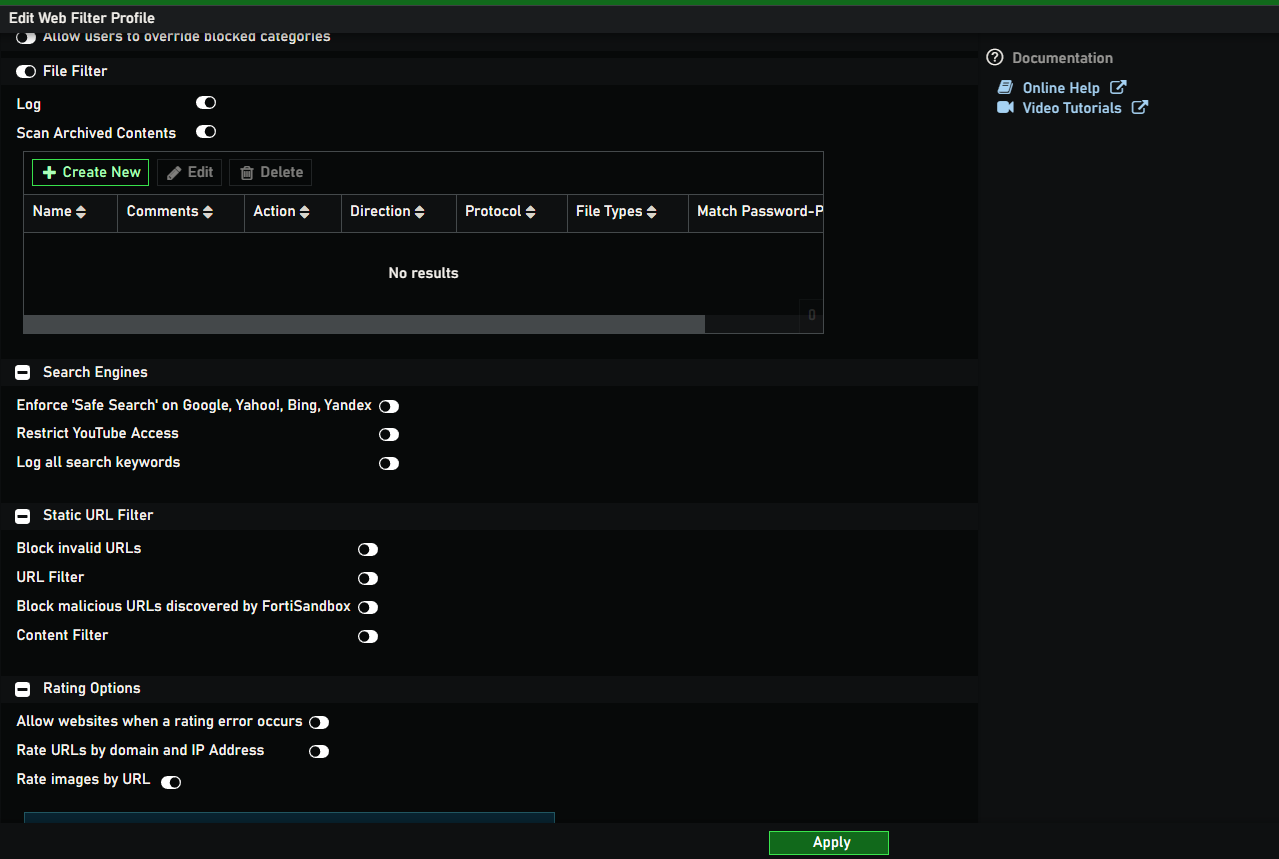 Edit Web Filter Profile
Allow users to override blocked categories
File Filter
Log
Scan Archived Contents
Create New Edit Delete
Name Comments Action Direction Protocol File Types Match Password-P
No results
0
Search Engines
Enforce 'Safe Search' on Google, Yahoo!, Bing, Yandex
Restrict YouTube Access
Log all search keywords
Static URL Filter
Block invalid URLs
URL Filter
Block malicious URLs discovered by FortiSandbox
Content Filter
Rating Options
Allow websites when a rating error occurs
Rate URLs by domain and IP Address
Rate images by URL
Apply
Documentation
Online Help
Video Tutorials